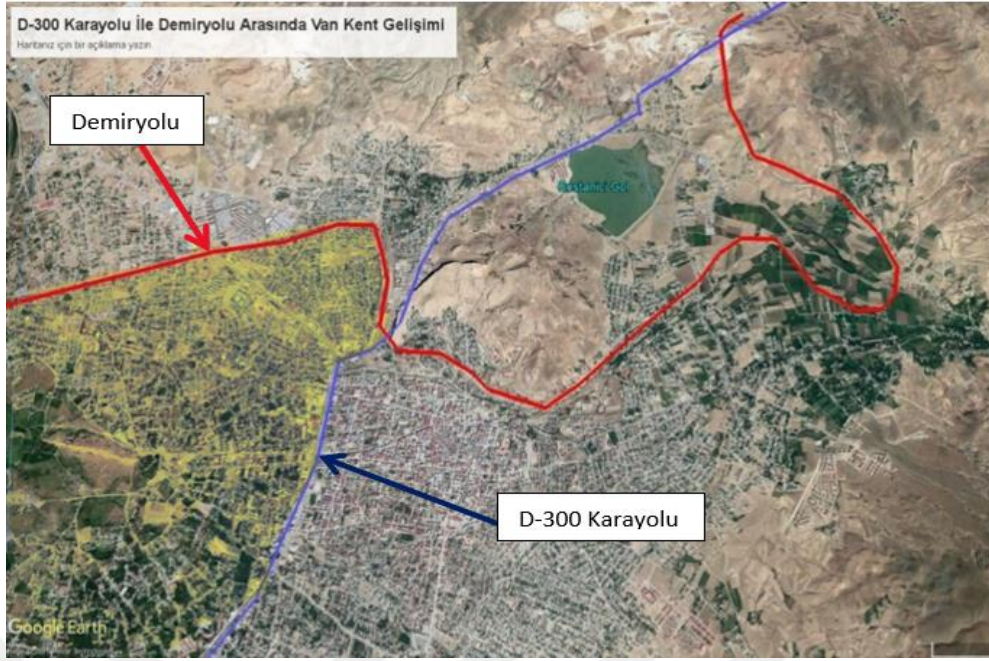 D-300 Karayolu İle Demiryolu Arasında Van Kent Gelişimi
Haritanız için bir açıklama yazın
Demiryolu
D-300 Karayolu
Google Earth